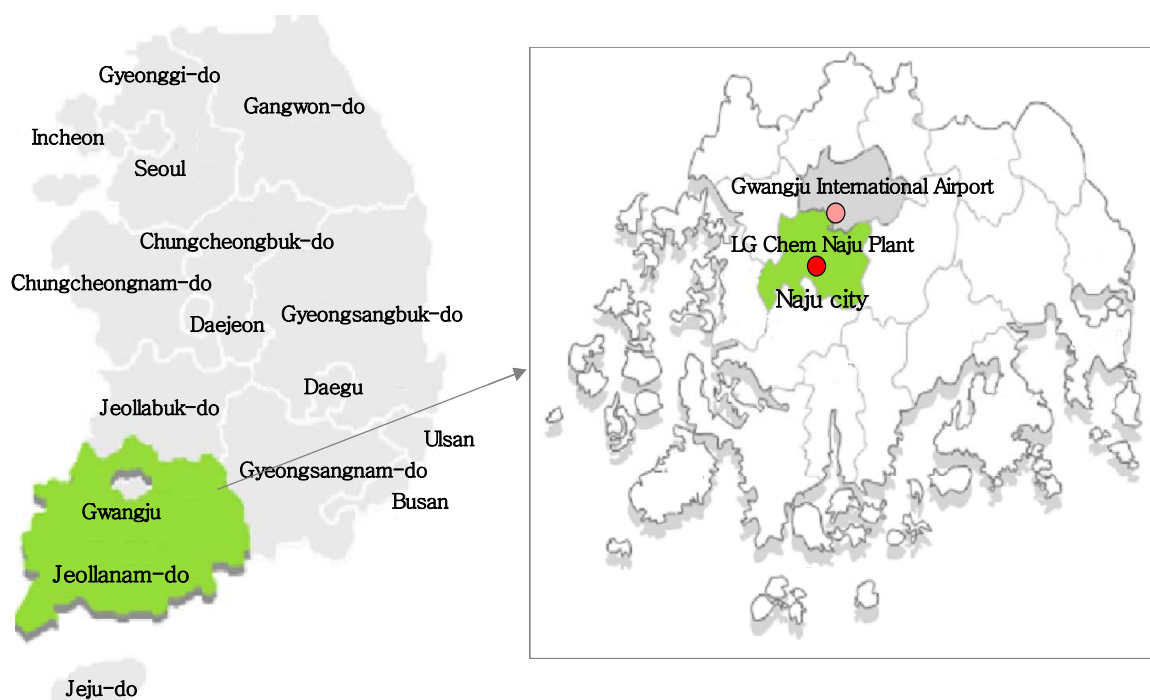 Gyeonggi-do
Gangwon-do
Incheon
Seoul
Chungcheongbuk-do
Chungcheongnam-do
Daejeon
Gyeongsangbuk-do
Daegu
Jeollabuk-do
Ulsan
Gyeongsangnam-do
Busan
Gwangju
Jeollanam-do
Jeju-do
Gwangju International Airport
LG Chem Naju Plant
Naju city